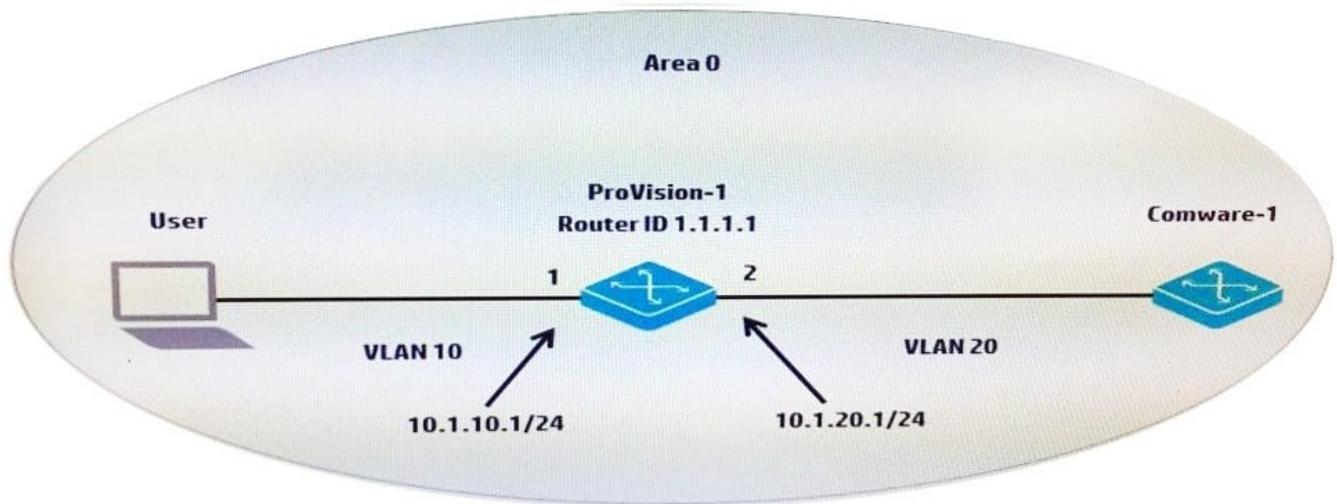 Area 0
ProVision-1
Router ID 1.1.1.1
User
Comware-1
1
2
VLAN 10
VLAN 20
10.1.10.1/24
10.1.20.1/24